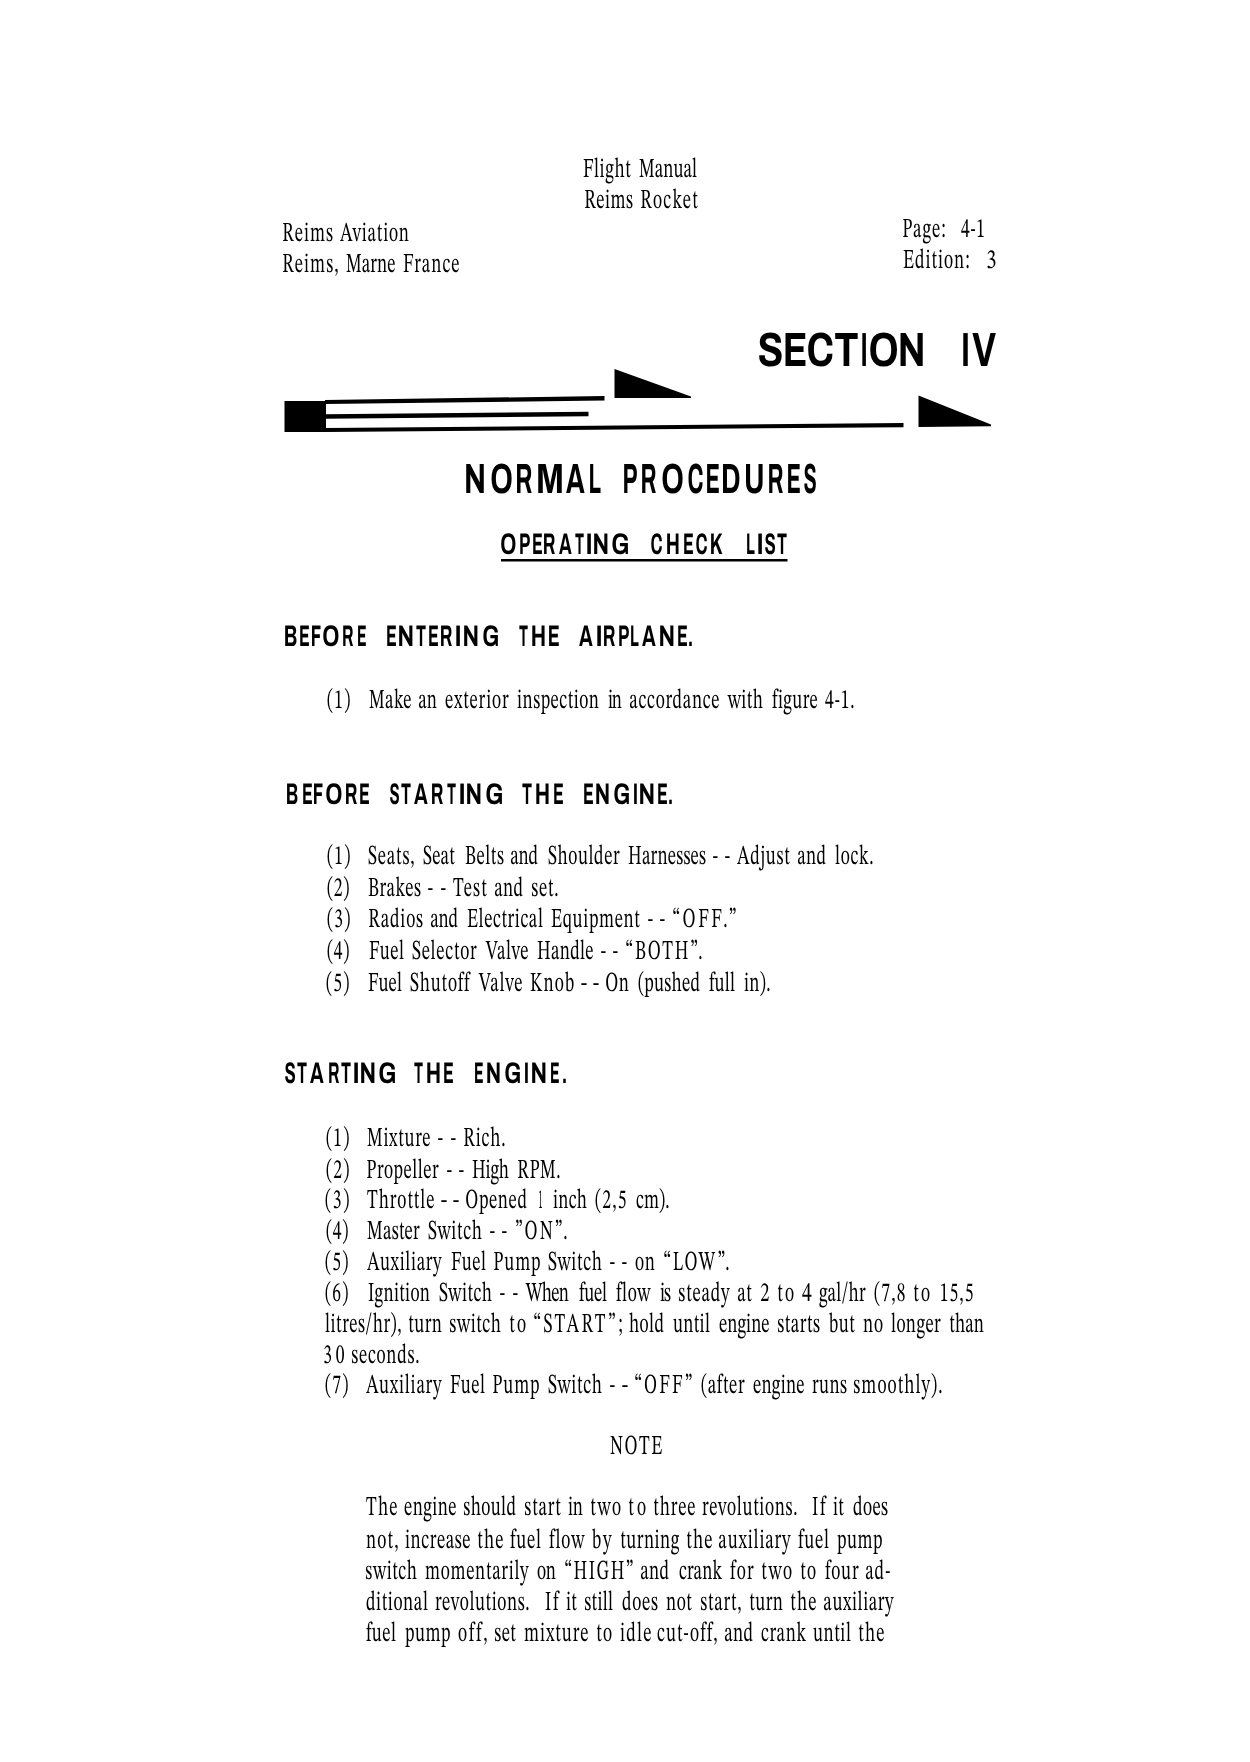 Flight Manual
Reims Rocket
Reims Aviation
Reims, Marne France
Page: 4-1
Edition: 3
SECTION IV
NORMAL PROCEDURES
OPERATING CHECK LIST
BEFORE ENTERING THE AIRPLANE.
(1) Make an exterior inspection in accordance with figure 4-1.
BEFORE STARTING THE ENGINE.
(1) Seats, Seat Belts and Shoulder Harnesses - - Adjust and lock.
(2) Brakes - - Test and set.
(3) Radios and Electrical Equipment - - “OFF.”
(4) Fuel Selector Valve Handle - - “BOTH”.
(5) Fuel Shutoff Valve Knob - - On (pushed full in).
STARTING THE ENGINE.
(1) Mixture - - Rich.
(2) Propeller - - High RPM.
(3) Throttle - - Opened 1 inch (2,5 cm).
(4) Master Switch - - ”ON”.
(5) Auxiliary Fuel Pump Switch - - on “LOW”.
(6) Ignition Switch - - When fuel flow is steady at 2 to 4 gal/hr (7,8 to 15,5
litres/hr), turn switch to “START”; hold until engine starts but no longer than
30 seconds.
(7) Auxiliary Fuel Pump Switch - - “OFF” (after engine runs smoothly).
NOTE
The engine should start in two to three revolutions. If it does
not, increase the fuel flow by turning the auxiliary fuel pump
switch momentarily on “HIGH” and crank for two to four ad-
ditional revolutions. If it still does not start, turn the auxiliary
fuel pump off, set mixture to idle cut-off, and crank until the